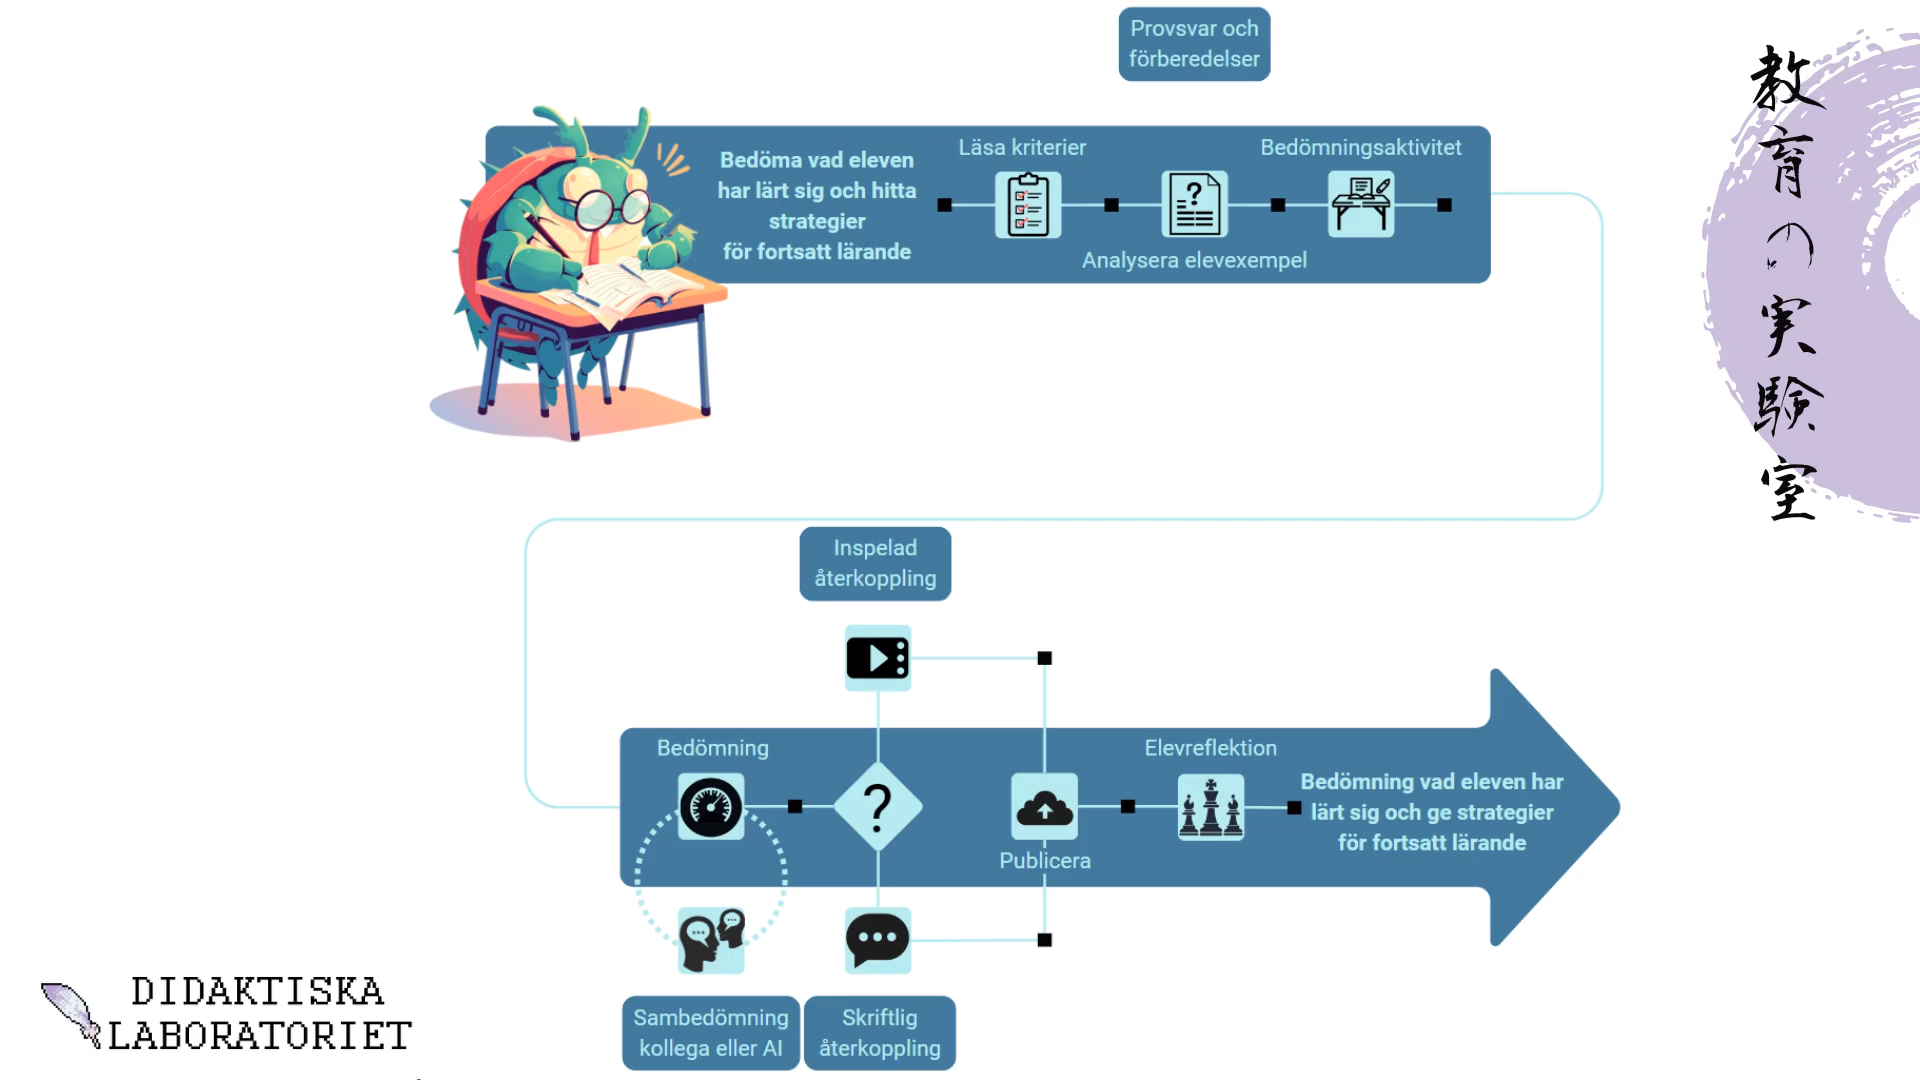 Provsvar och
förberedelser
Bedöma vad eleven
har lärt sig och hitta
strategier
för fortsatt lärande
Läsa kriterier
Analysera elevexempel
Bedömningsaktivitet
教育の実験室
Inspelad
återkoppling
Bedömning
?
Publicera
Elevreflektion
Bedömning vad eleven har
lärt sig och ge strategier
för fortsatt lärande
Sambedömning
kollega eller AI
Skriftlig
återkoppling
DIDAKTISKA
LABORATORIET